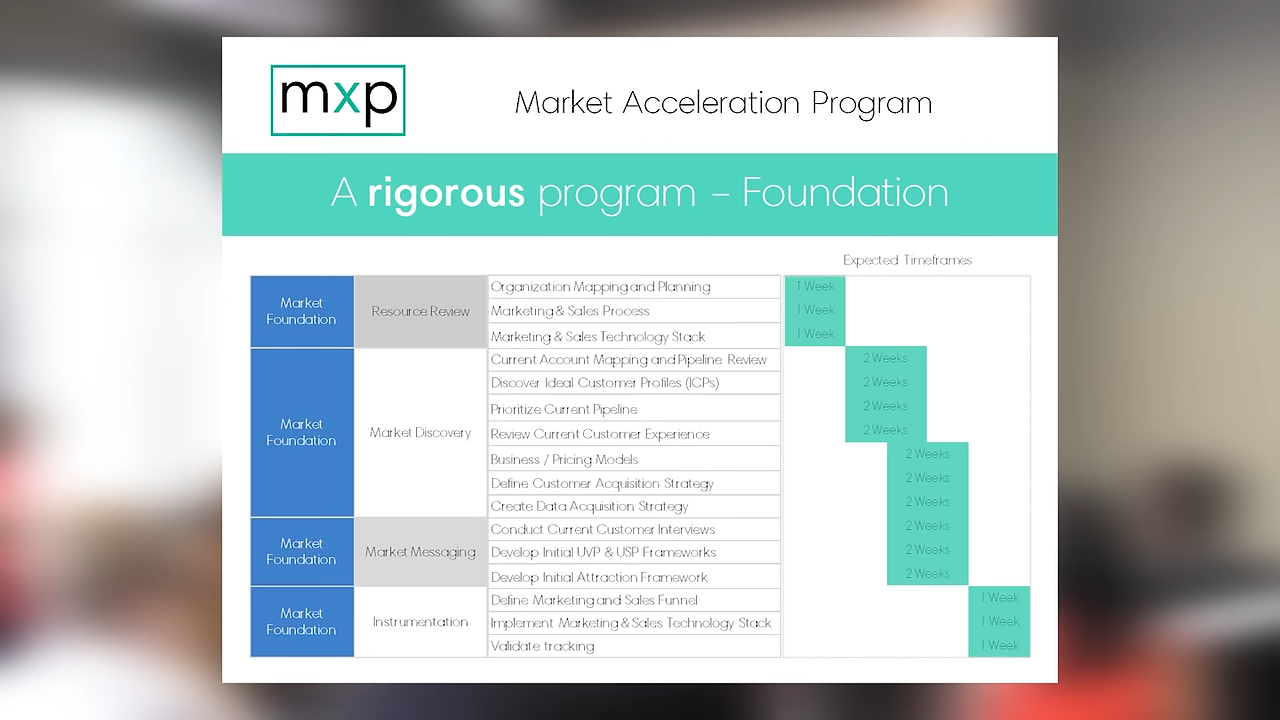 mxp
Market Acceleration Program
A rigorous program – Foundation
Expected Timeframes
Market
Foundation
Resource Review
Organization Mapping and Planning
1 Week
Marketing & Sales Process
1 Week
Marketing & Sales Technology Stack
1 Week
Market
Foundation
Market Discovery
Current Account Mapping and Pipeline Review
2 Weeks
Discover Ideal Customer Profiles (ICPs)
2 Weeks
Prioritize Current Pipeline
2 Weeks
Review Current Customer Experience
2 Weeks
Business / Pricing Models
2 Weeks
Define Customer Acquisition Strategy
2 Weeks
Create Data Acquisition Strategy
2 Weeks
Market
Foundation
Market Messaging
Conduct Current Customer Interviews
2 Weeks
Develop Initial UVP & USP Frameworks
2 Weeks
Develop Initial Attraction Framework
2 Weeks
Market
Foundation
Instrumentation
Define Marketing and Sales Funnel
1 Week
Implement Marketing & Sales Technology Stack
1 Week
Validate tracking
1 Week